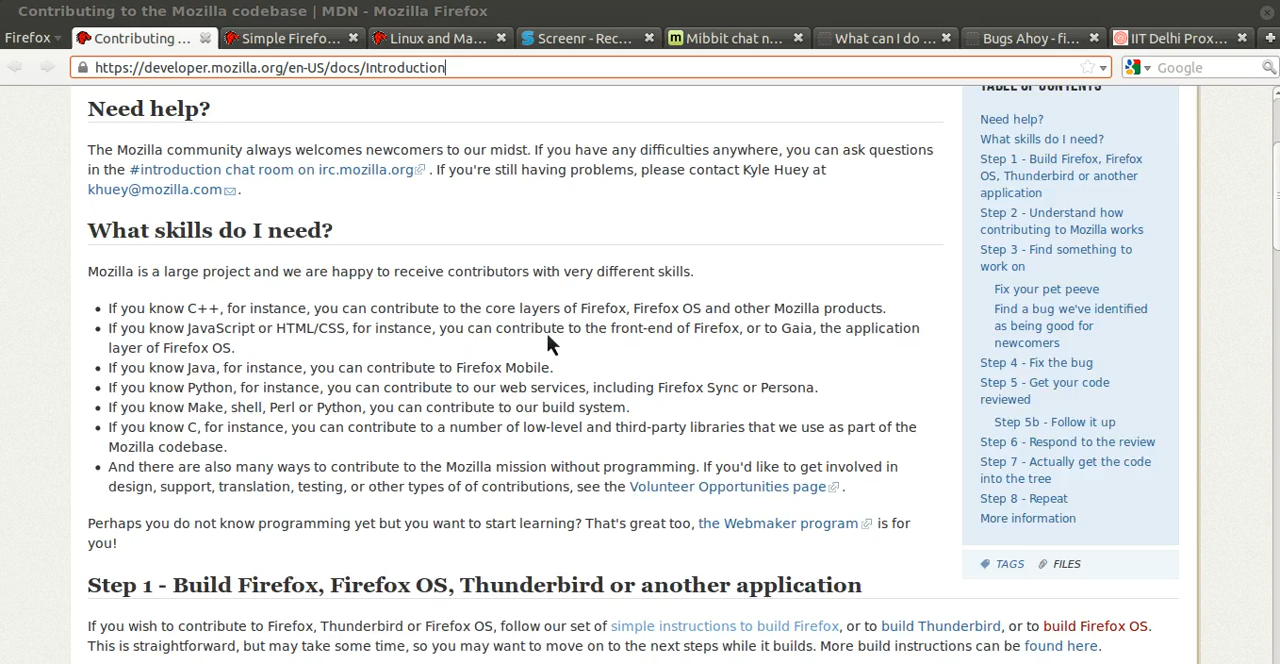 Contributing to the Mozilla codebase | MDN - Mozilla Firefox
Firefox
Contributing ...
Simple Firefo...
Linux and Ma...
Screenr - Rec...
Mibbit chat n...
What can I do ...
Bugs Ahoy - fi...
IIT Delhi Prox...
https://developer.mozilla.org/en-US/docs/Introduction
Google
Need help?
The Mozilla community always welcomes newcomers to our midst. If you have any difficulties anywhere, you can ask questions
in the #introduction chat room on irc.mozilla.org . If you're still having problems, please contact Kyle Huey at
khuey@mozilla.com .
What skills do I need?
Mozilla is a large project and we are happy to receive contributors with very different skills.
• If you know C++, for instance, you can contribute to the core layers of Firefox, Firefox OS and other Mozilla products.
• If you know JavaScript or HTML/CSS, for instance, you can contribute to the front-end of Firefox, or to Gaia, the application
layer of Firefox OS.
• If you know Java, for instance, you can contribute to Firefox Mobile.
• If you know Python, for instance, you can contribute to our web services, including Firefox Sync or Persona.
• If you know Make, shell, Perl or Python, you can contribute to our build system.
• If you know C, for instance, you can contribute to a number of low-level and third-party libraries that we use as part of the
Mozilla codebase.
• And there are also many ways to contribute to the Mozilla mission without programming. If you'd like to get involved in
design, support, translation, testing, or other types of of contributions, see the Volunteer Opportunities page .
Perhaps you do not know programming yet but you want to start learning? That's great too, the Webmaker program is for
you!
Step 1 - Build Firefox, Firefox OS, Thunderbird or another application
If you wish to contribute to Firefox, Thunderbird or Firefox OS, follow our set of simple instructions to build Firefox, or to build Thunderbird, or to build Firefox OS.
This is straightforward, but may take some time, so you may want to move on to the next steps while it builds. More build instructions can be found here.
TABLE OF CONTENTS
Need help?
What skills do I need?
Step 1 - Build Firefox, Firefox
OS, Thunderbird or another
application
Step 2 - Understand how
contributing to Mozilla works
Step 3 - Find something to
work on
Fix your pet peeve
Find a bug we've identified
as being good for
newcomers
Step 4 - Fix the bug
Step 5 - Get your code
reviewed
Step 5b - Follow it up
Step 6 - Respond to the review
Step 7 - Actually get the code
into the tree
Step 8 - Repeat
More information
TAGS FILES